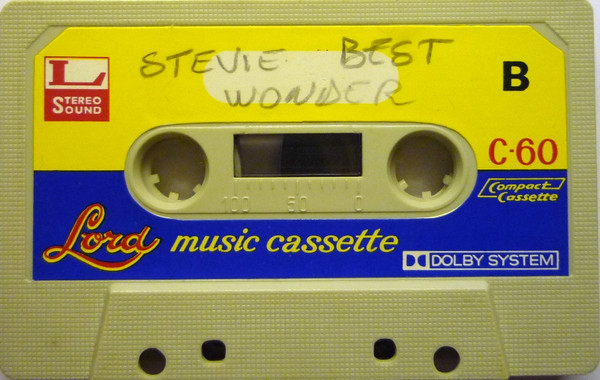 L
STEREO
SOUND
STEVIE BEST
WONDER
B
C-60
Compact
Cassette
100 50 0
Lord music cassette
DOLBY SYSTEM